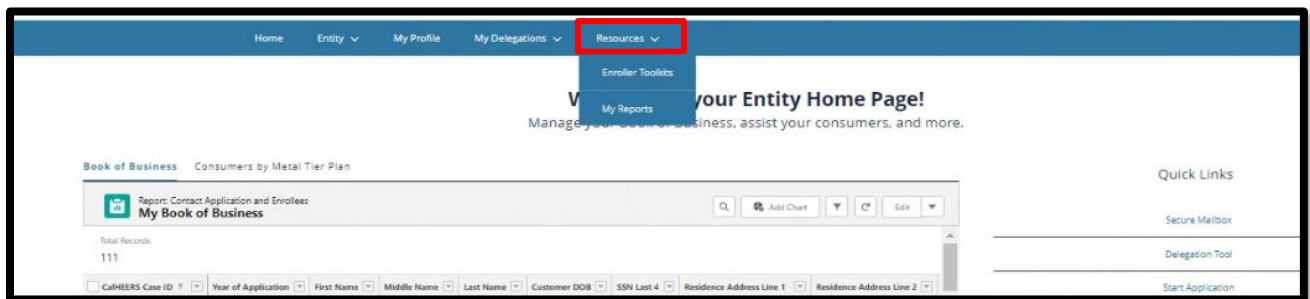 Home Entity My Profile My Delegations Resources
Enroller Toolkits
My Reports
your Entity Home Page!
Manage your Book of Business, assist your consumers, and more.
Book of Business Consumers by Metal Tier Plan
Quick Links
Report: Contact Application and Enrollees
My Book of Business
Add Chart Edit
Secure Mailbox
Total Records
111
Delegation Tool
CalHEERS Case ID Year of Application First Name Middle Name Last Name Customer DOB SSN Last 4 Residence Address Line 1 Residence Address Line 2
Start Application